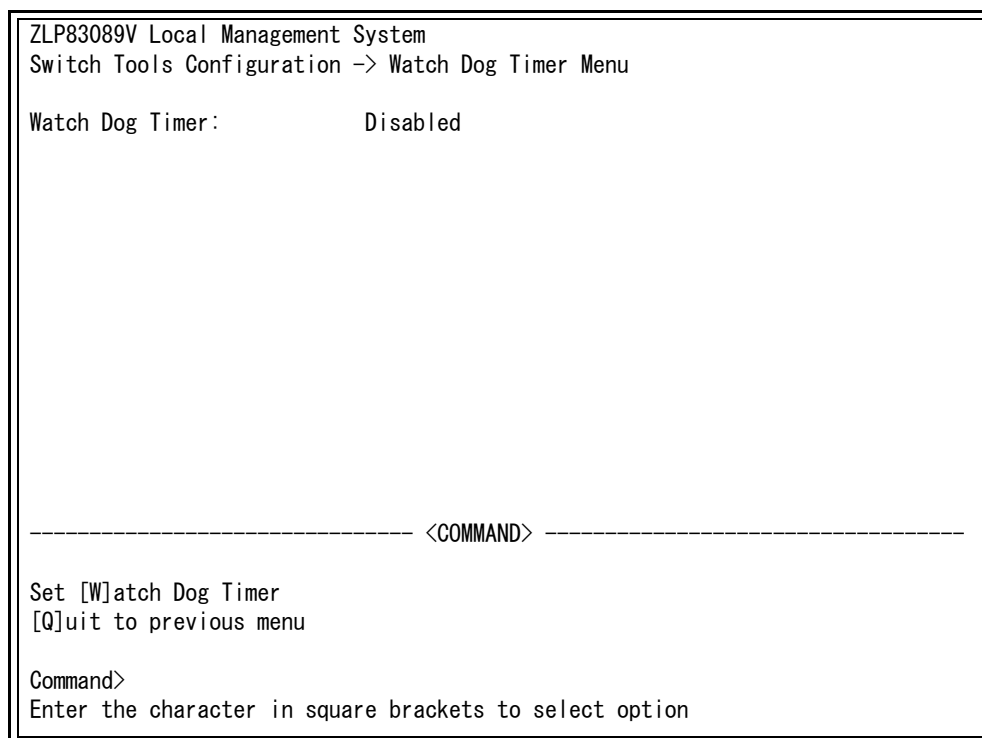 ZLP83089V Local Management System
Switch Tools Configuration -> Watch Dog Timer Menu
Watch Dog Timer: Disabled
-------------------------------- <COMMAND> -----------------------------------
Set [W]atch Dog Timer
[Q]uit to previous menu
Command>
Enter the character in square brackets to select option